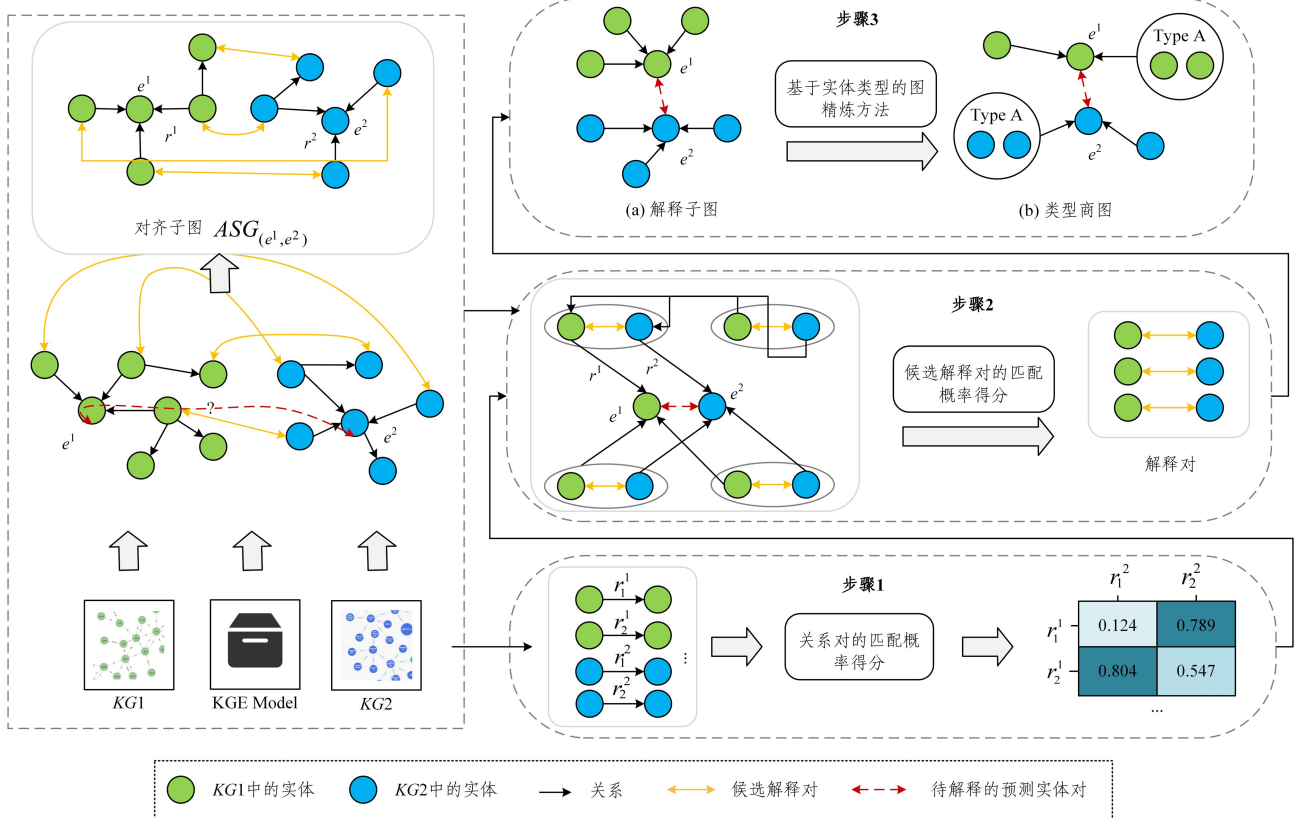 e¹
r¹
r²
e²
对齐子图 ASG(e¹,e²)
?
e¹
e²
KG1
KGE Model
KG2
步骤3
e¹
e²
(a) 解释子图
基于实体类型的图
精炼方法
Type A
e¹
Type A
e²
(b) 类型商图
步骤2
r¹
r²
e¹
e²
候选解释对的匹配
概率得分
解释对
步骤1
r₁¹
r₂¹
r₁²
r₂²
⋮
关系对的匹配概
率得分
r₁² r₂²
r₁¹ 0.124 0.789
r₂¹ 0.804 0.547
...
KG1中的实体 KG2中的实体 关系 候选解释对 待解释的预测实体对